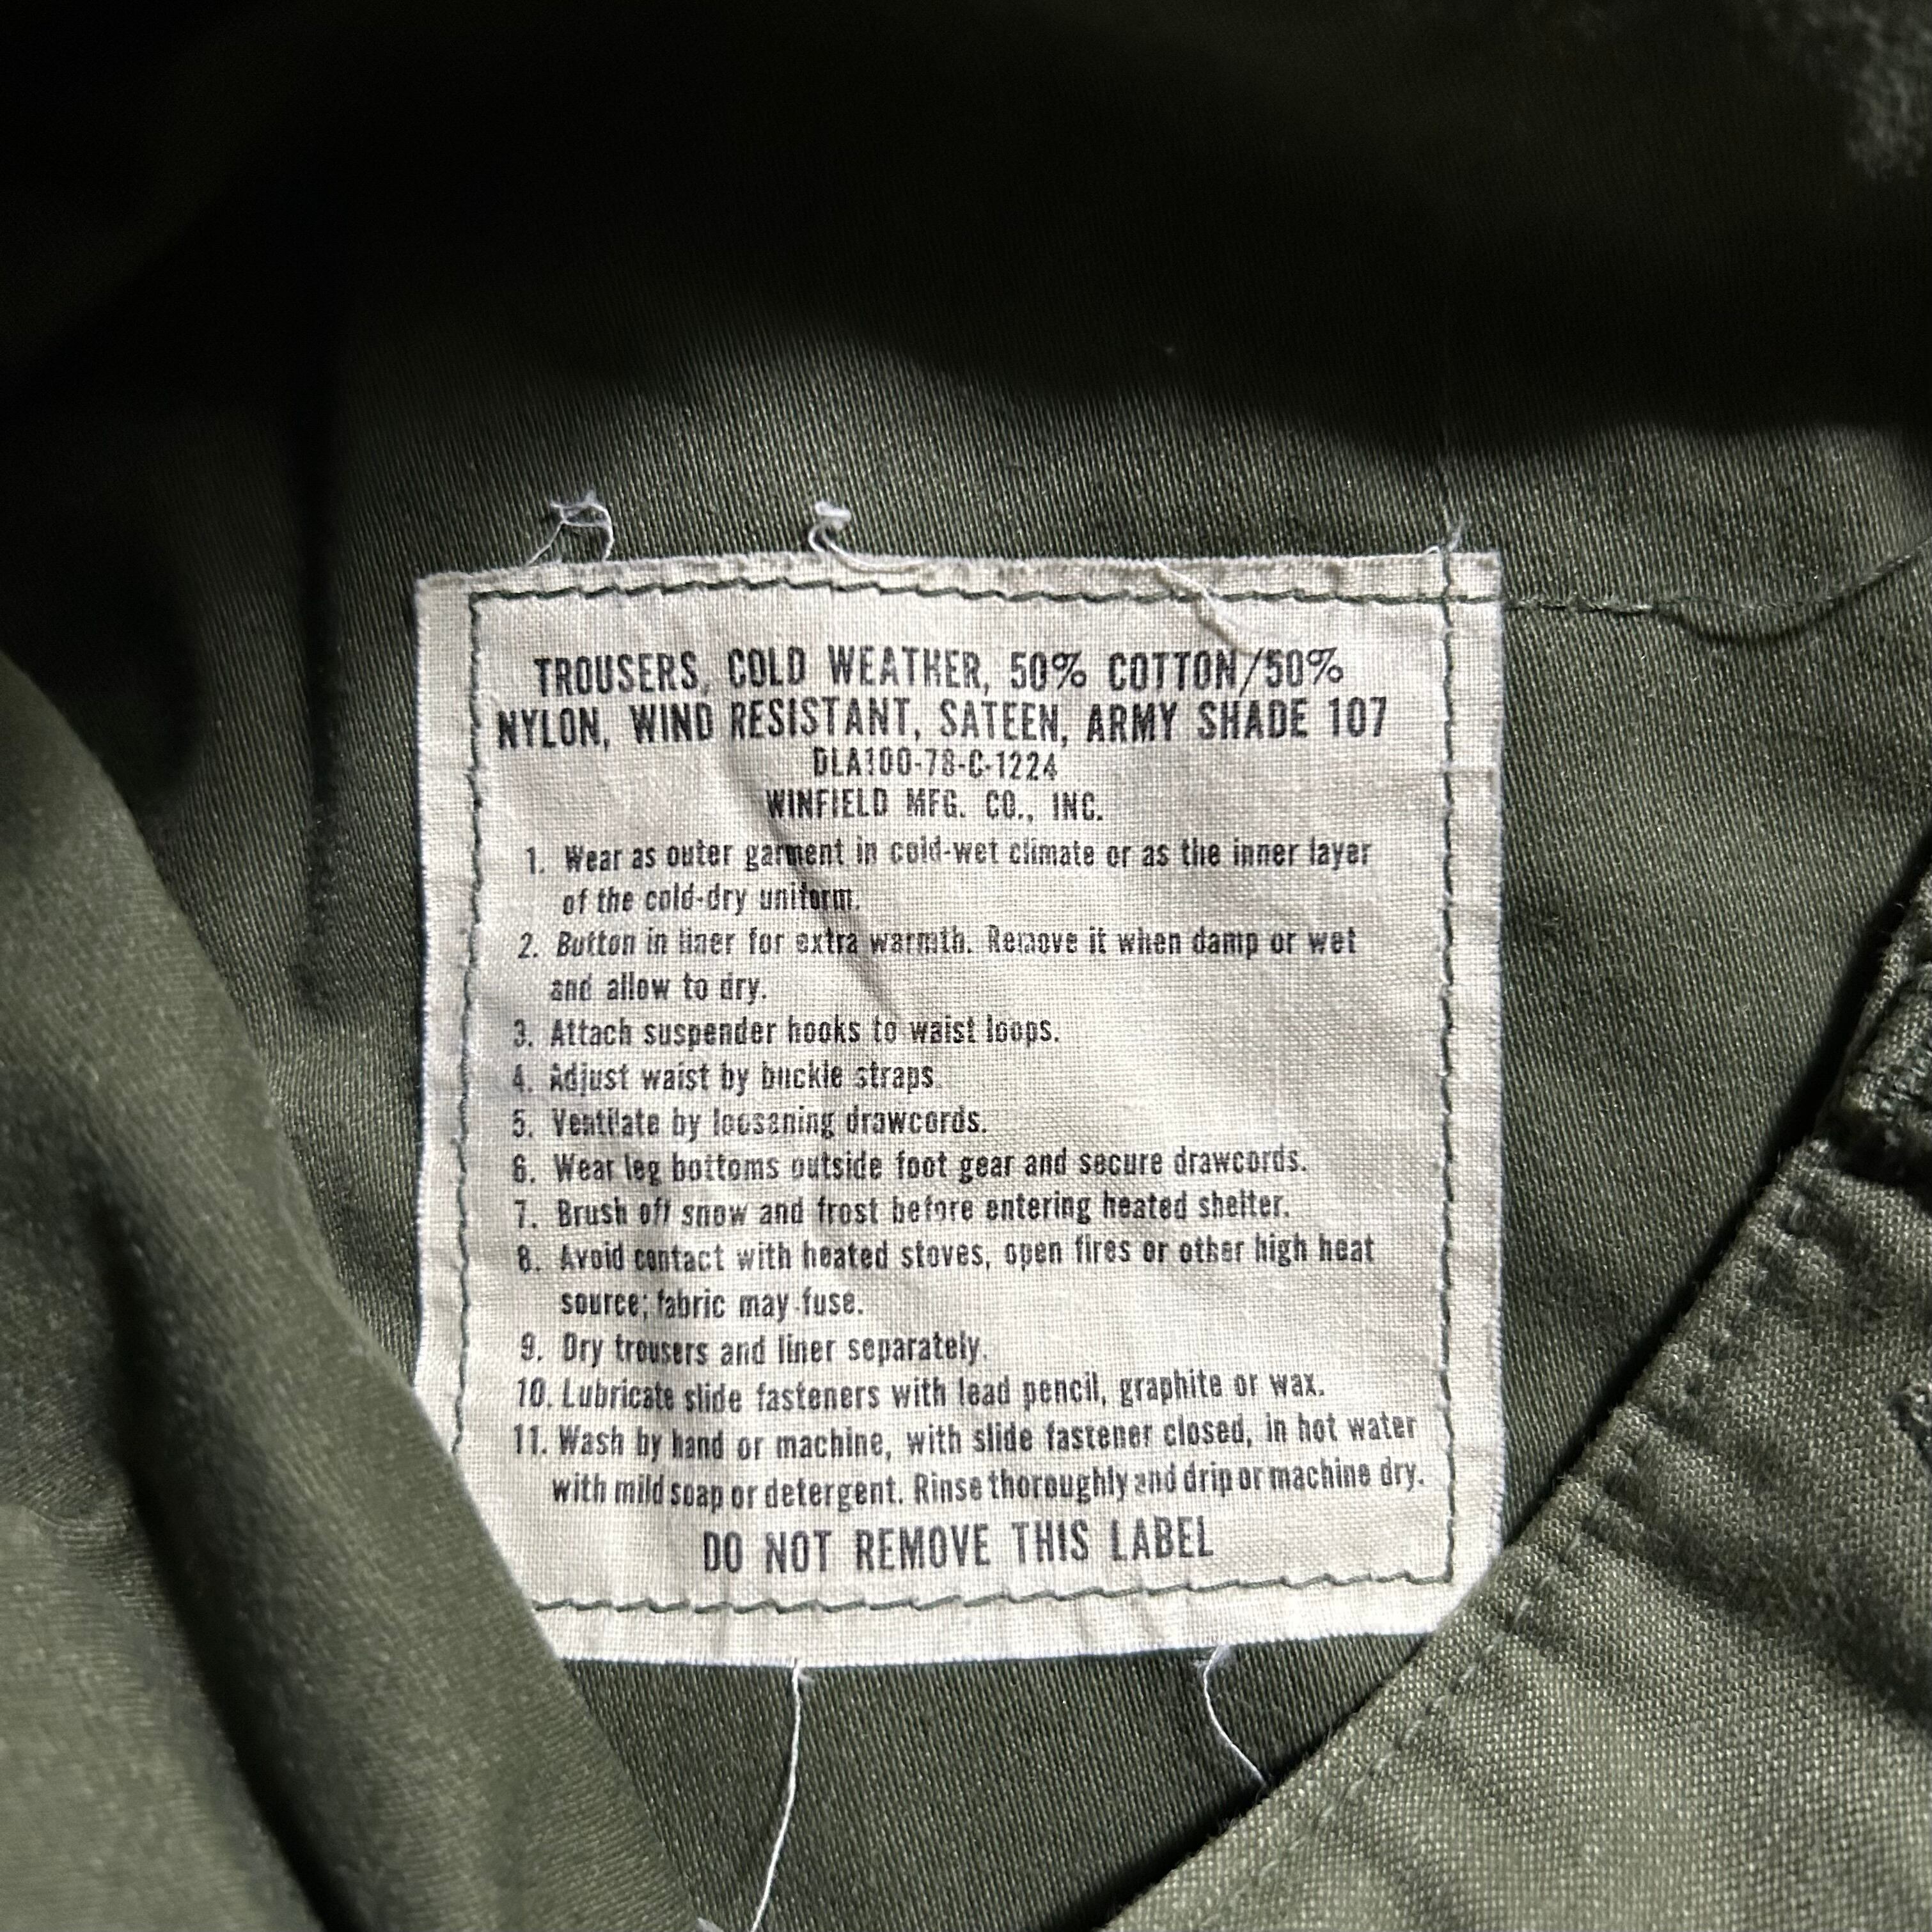 TROUSERS, COLD WEATHER, 50% COTTON/50%
NYLON, WIND RESISTANT, SATEEN, ARMY SHADE 107
DLA100-78-C-1224
WINFIELD MFG. CO., INC.
1. Wear as outer garment in cold-wet climate or as the inner layer
of the cold-dry uniform.
2. Button in liner for extra warmth. Remove it when damp or wet
and allow to dry.
3. Attach suspender hooks to waist loops.
4. Adjust waist by buckle straps.
5. Ventilate by loosening drawcords.
6. Wear leg bottoms outside foot gear and secure drawcords.
7. Brush off snow and frost before entering heated shelter.
8. Avoid contact with heated stoves, open fires or other high heat
source; fabric may fuse.
9. Dry trousers and liner separately.
10. Lubricate slide fasteners with lead pencil, graphite or wax.
11. Wash by hand or machine, with slide fastener closed, in hot water
with mild soap or detergent. Rinse thoroughly and drip or machine dry.
DO NOT REMOVE THIS LABEL